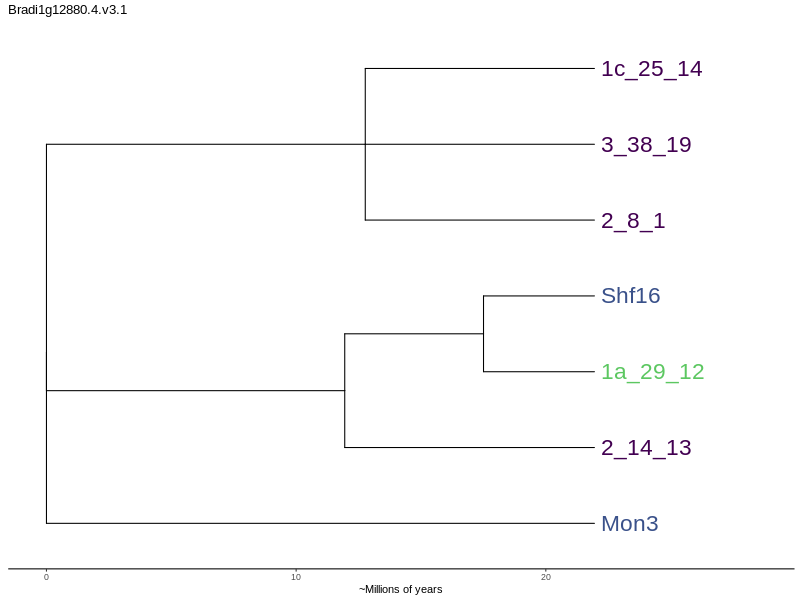 Bradi1g12880.4.v3.1
1c_25_14
3_38_19
2_8_1
Shf16
1a_29_12
2_14_13
Mon3
0 10 20
~Millions of years